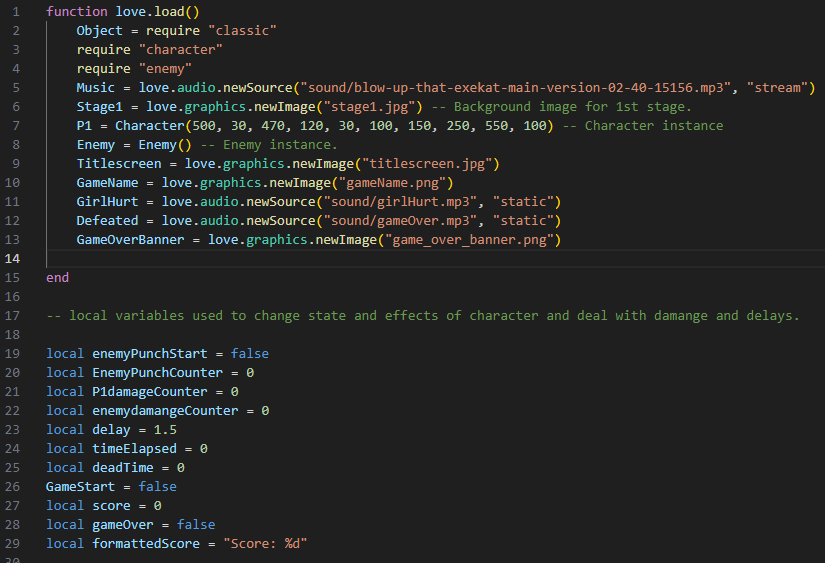 1 function love.load()
2 Object = require "classic"
3 require "character"
4 require "enemy"
5 Music = love.audio.newSource("sound/blow-up-that-exekat-main-version-02-40-15156.mp3", "stream")
6 Stage1 = love.graphics.newImage("stage1.jpg") -- Background image for 1st stage.
7 P1 = Character(500, 30, 470, 120, 30, 100, 150, 250, 550, 100) -- Character instance
8 Enemy = Enemy() -- Enemy instance.
9 Titlescreen = love.graphics.newImage("titlescreen.jpg")
10 GameName = love.graphics.newImage("gameName.png")
11 GirlHurt = love.audio.newSource("sound/girlHurt.mp3", "static")
12 Defeated = love.audio.newSource("sound/gameOver.mp3", "static")
13 GameOverBanner = love.graphics.newImage("game_over_banner.png")
14
15 end
16
17 -- local variables used to change state and effects of character and deal with damange and delays.
18
19 local enemyPunchStart = false
20 local EnemyPunchCounter = 0
21 local P1damageCounter = 0
22 local enemydamangeCounter = 0
23 local delay = 1.5
24 local timeElapsed = 0
25 local deadTime = 0
26 GameStart = false
27 local score = 0
28 local gameOver = false
29 local formattedScore = "Score: %d"
30